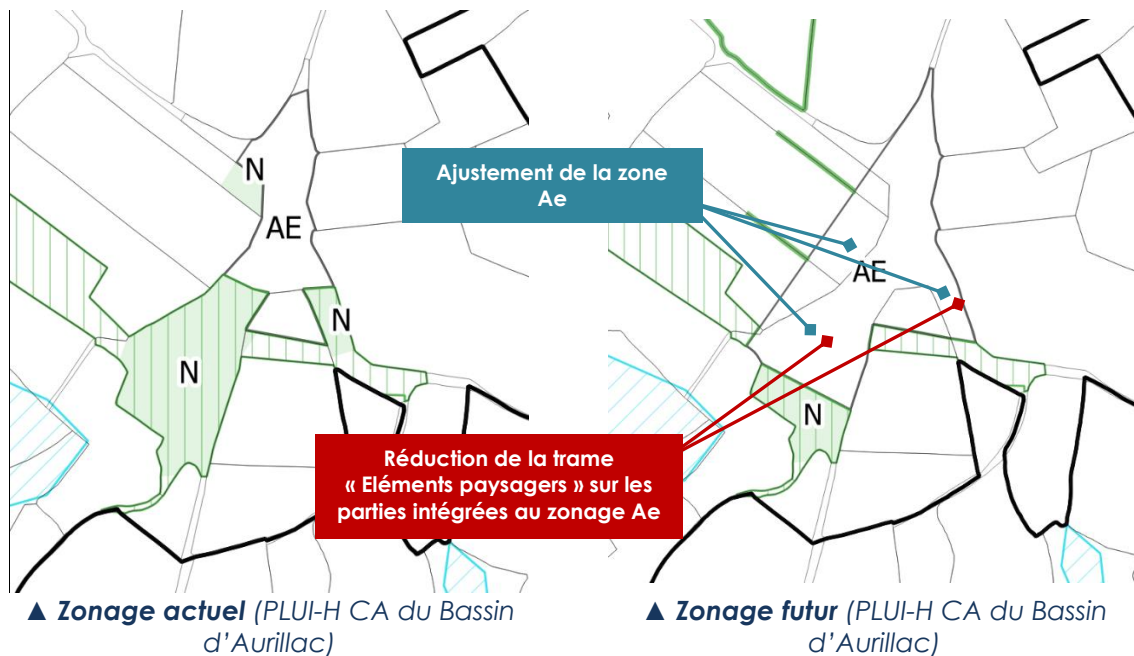 N
AE
N
N
Ajustement de la zone
Ae
AE
N
Réduction de la trame
« Eléments paysagers » sur les
parties intégrées au zonage Ae
▲ Zonage actuel (PLUI-H CA du Bassin
d'Aurillac)
▲ Zonage futur (PLUI-H CA du Bassin
d'Aurillac)